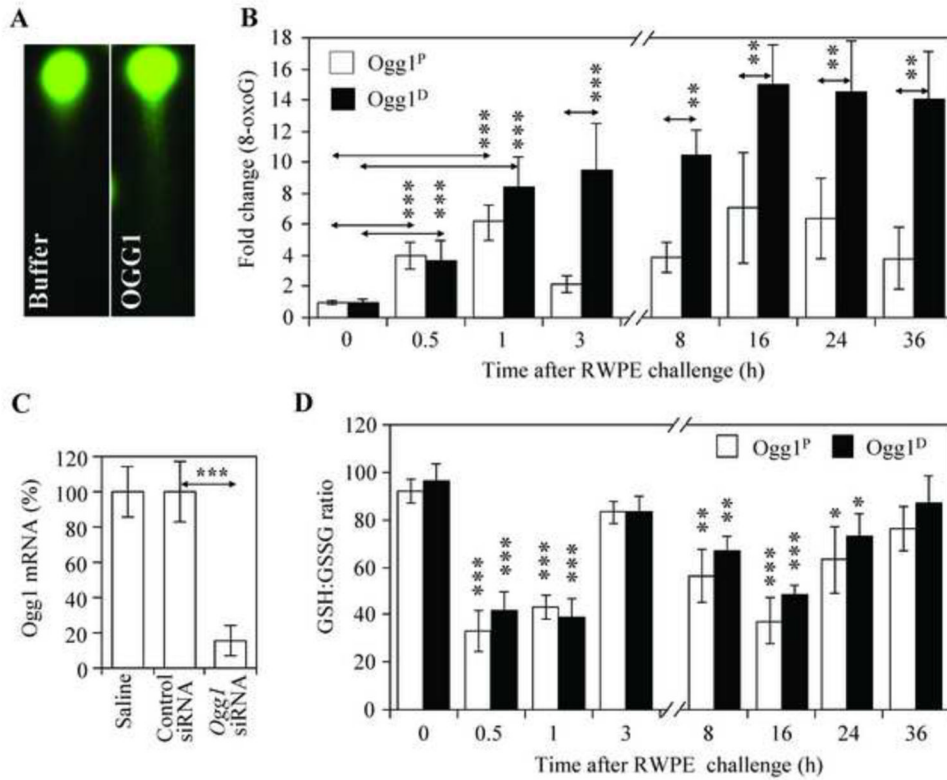 A
Buffer
OGG1
B
Fold change (8-oxoG)
18
16
14
12
10
8
6
4
2
0
Ogg1ᴾ
Ogg1ᴰ
***
***
***
***
***
**
**
**
**
0 0.5 1 3 8 16 24 36
Time after RWPE challenge (h)
C
Ogg1 mRNA (%)
120
100
80
60
40
20
0
***
Saline
Control
siRNA
Ogg1
siRNA
D
GSH:GSSG ratio
120
100
80
60
40
20
0
Ogg1ᴾ
Ogg1ᴰ
***
***
***
***
**
**
***
***
*
*
0 0.5 1 3 8 16 24 36
Time after RWPE challenge (h)